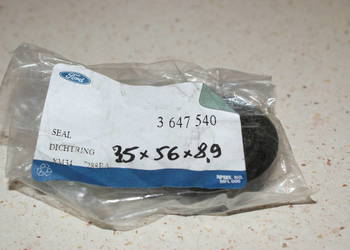 Ford
3 647 540
SEAL
DICHTRING
35×56×8,9